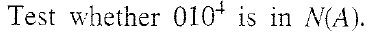 Test whether 010⁴ is in N(A).